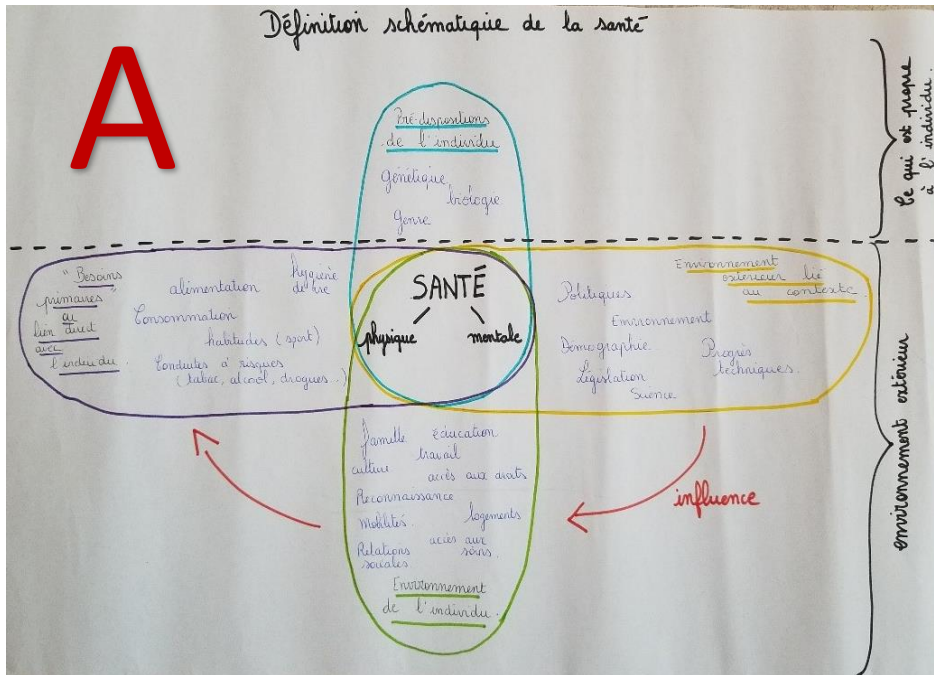 Définition schématique de la santé
A
Pré-dispositions
de l'individu
Génétique
biologie
Genre
Ce qui est propre
à l'individu.
"Besoins
primaires"
au
lien direct
avec
l'individu.
alimentation
hygiène
de vie
Consommation
habitudes (sport)
Conduites à risques
(tabac, alcool, drogues...)
SANTÉ
physique
mentale
Environnement
extérieur lié
au contexte.
Politiques
Environnement
Démographie
Progrès
techniques.
Législation
Science
famille
éducation
travail
culture
accès aux droits
Reconnaissance
Mobilités
logements
accès aux
soins.
Relations
sociales
Environnement
de l'individu.
influence
environnement extérieur